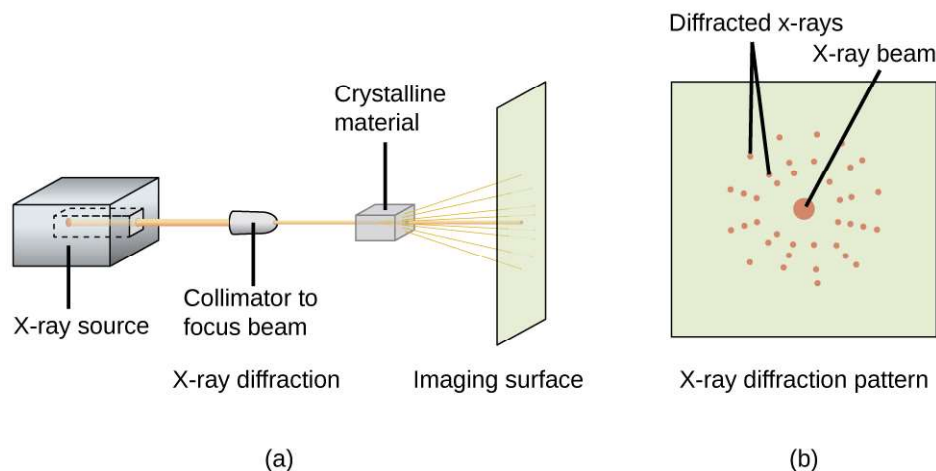 Diffracted x-rays
X-ray beam
Crystalline
material
X-ray source
Collimator to
focus beam
X-ray diffraction
Imaging surface
X-ray diffraction pattern
(a)
(b)